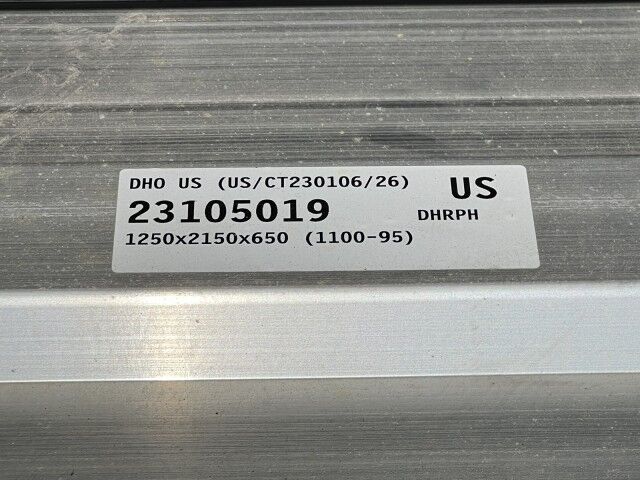 DHO US (US/CT230106/26) US
23105019 DHRPH
1250x2150x650 (1100-95)